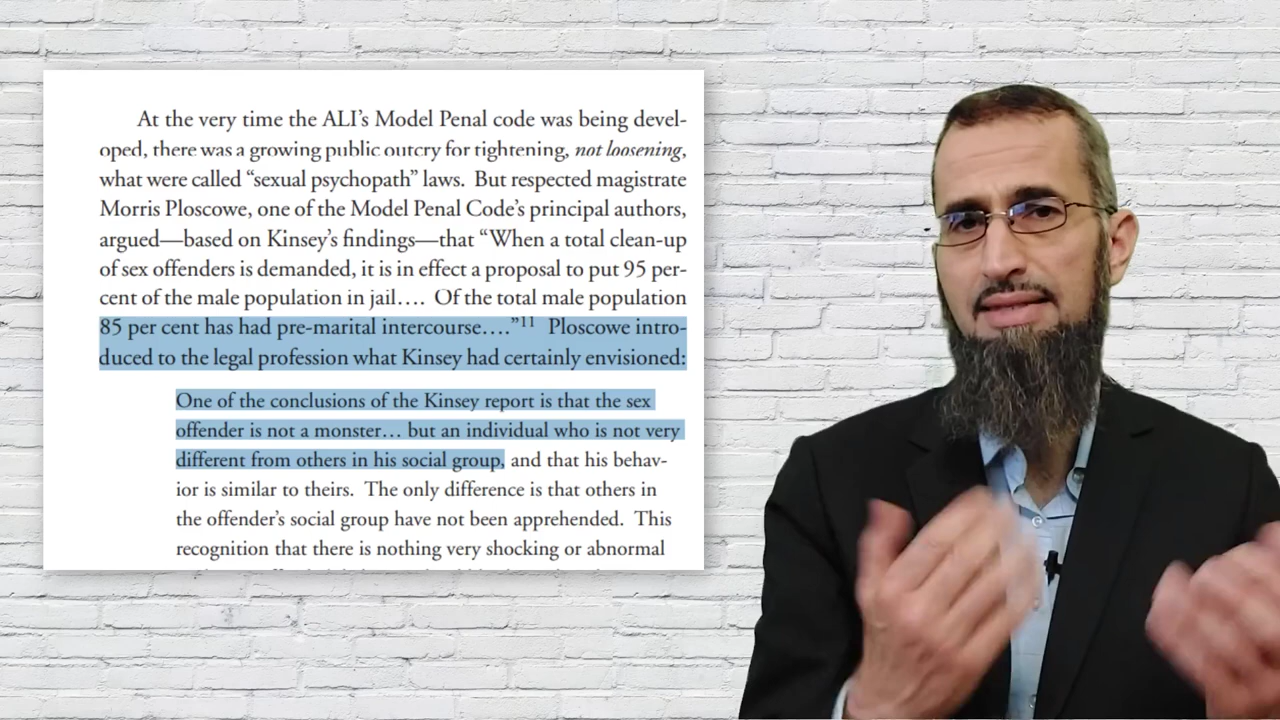 At the very time the ALI’s Model Penal code was being devel-
oped, there was a growing public outcry for tightening, not loosening,
what were called “sexual psychopath” laws. But respected magistrate
Morris Ploscowe, one of the Model Penal Code’s principal authors,
argued—based on Kinsey’s findings—that “When a total clean-up
of sex offenders is demanded, it is in effect a proposal to put 95 per-
cent of the male population in jail…. Of the total male population
85 per cent has had pre-marital intercourse….”11 Ploscowe intro-
duced to the legal profession what Kinsey had certainly envisioned:
One of the conclusions of the Kinsey report is that the sex
offender is not a monster… but an individual who is not very
different from others in his social group, and that his behav-
ior is similar to theirs. The only difference is that others in
the offender’s social group have not been apprehended. This
recognition that there is nothing very shocking or abnormal